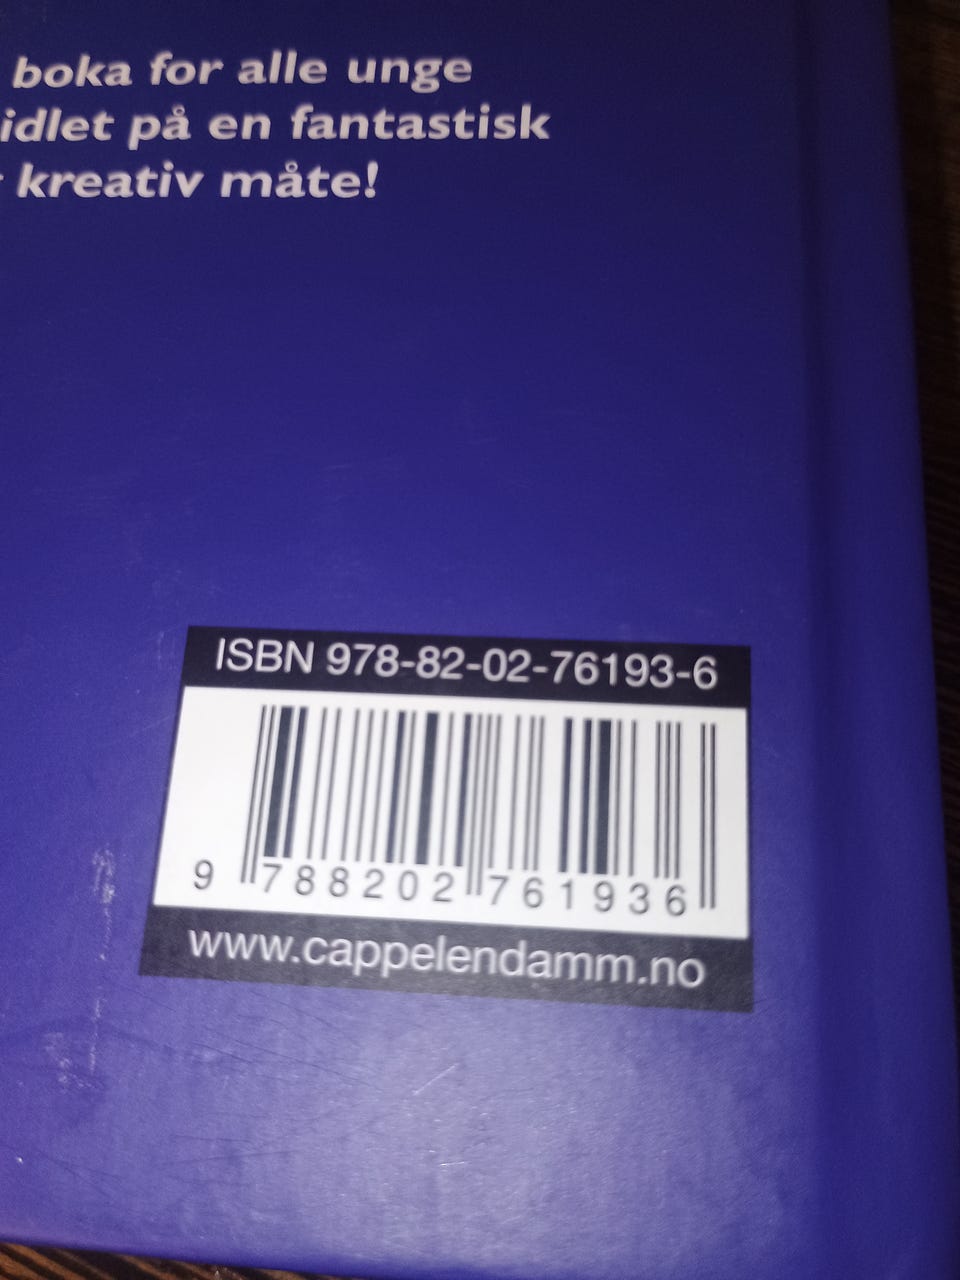 boka for alle unge
idlet på en fantastisk
kreativ måte!
ISBN 978-82-02-76193-6
9 788202 761936
www.cappelendamm.no